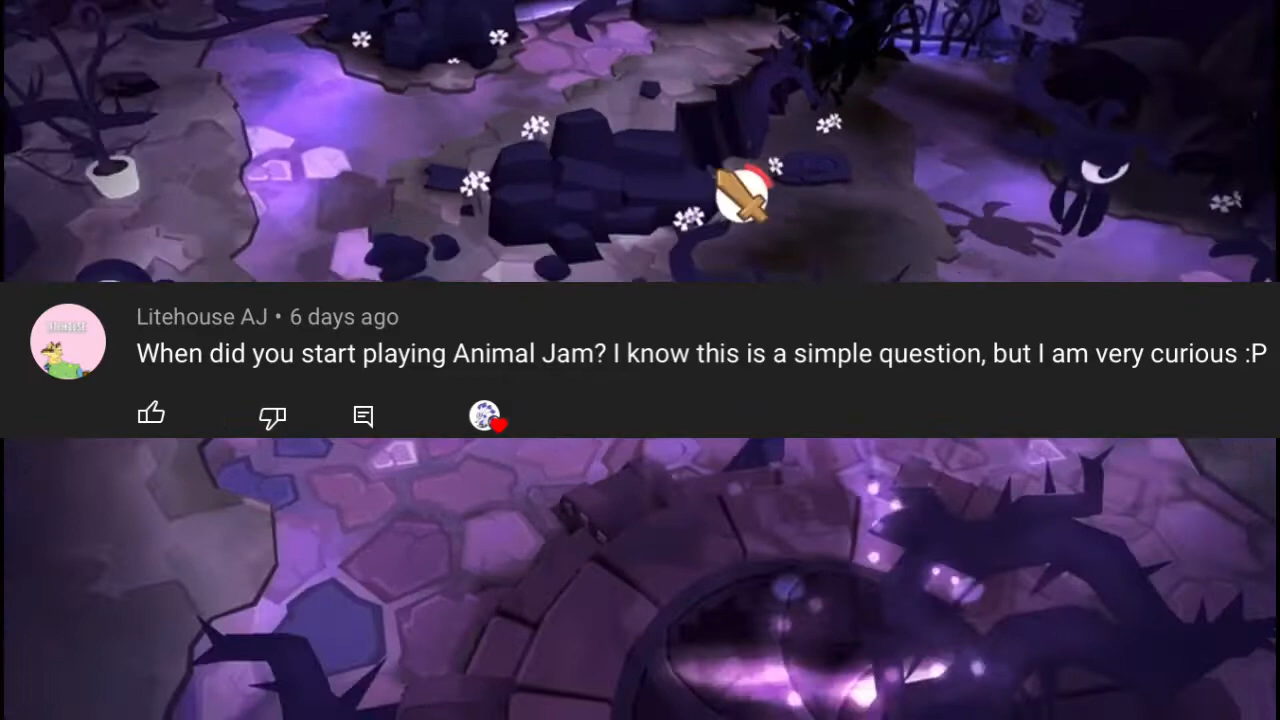 Litehouse AJ • 6 days ago
When did you start playing Animal Jam? I know this is a simple question, but I am very curious :P